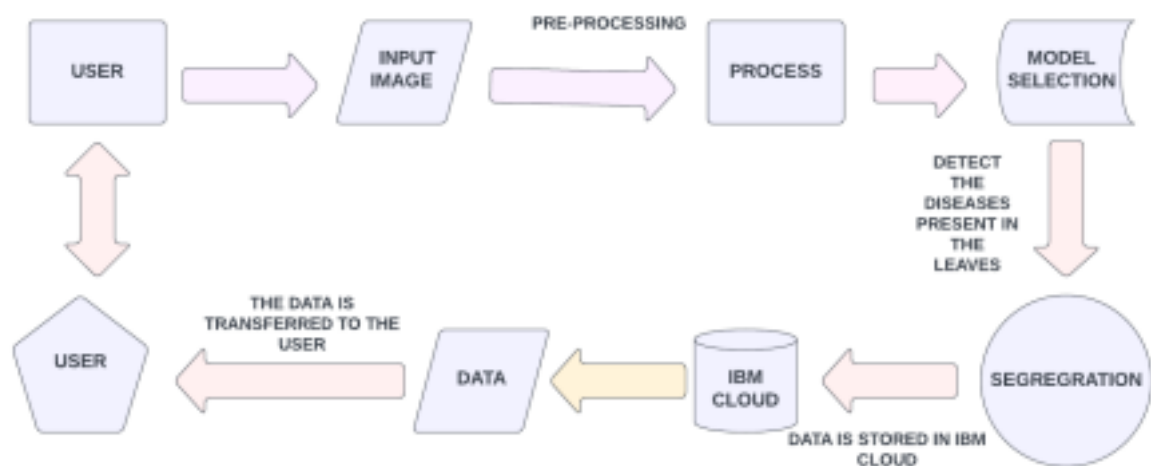 PRE-PROCESSING
USER
INPUT
IMAGE
PROCESS
MODEL
SELECTION
DETECT
THE
DISEASES
PRESENT IN
THE
LEAVES
THE DATA IS
TRANSFERRED TO THE
USER
USER
DATA
IBM
CLOUD
SEGREGRATION
DATA IS STORED IN IBM
CLOUD